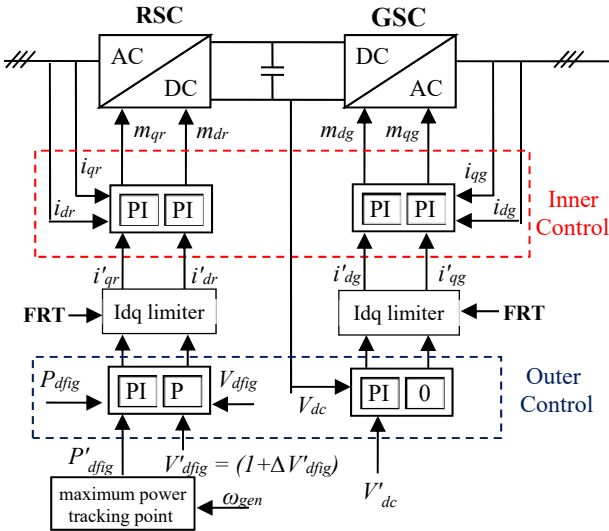 RSC GSC
AC DC DC AC
m_qr m_dr m_dg m_qg
i_qr i_qg
i_dr PI PI PI PI i_dg Inner
Control
i'_qr i'_dr i'_dg i'_qg
FRT Idq limiter Idq limiter FRT
P_dfig PI P V_dfig V_dc PI 0 Outer
Control
P'_dfig V'_dfig = (1+ΔV'_dfig) V'_dc
maximum power
tracking point ω_gen